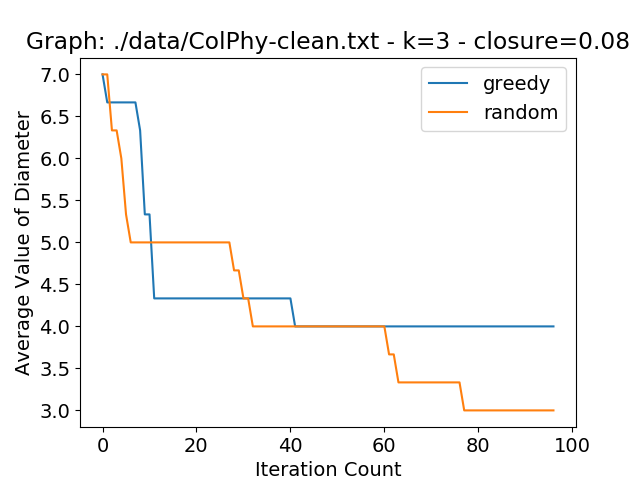 Graph: ./data/ColPhy-clean.txt - k=3 - closure=0.08
greedy
random
Average Value of Diameter
7.0
6.5
6.0
5.5
5.0
4.5
4.0
3.5
3.0
0 20 40 60 80 100
Iteration Count